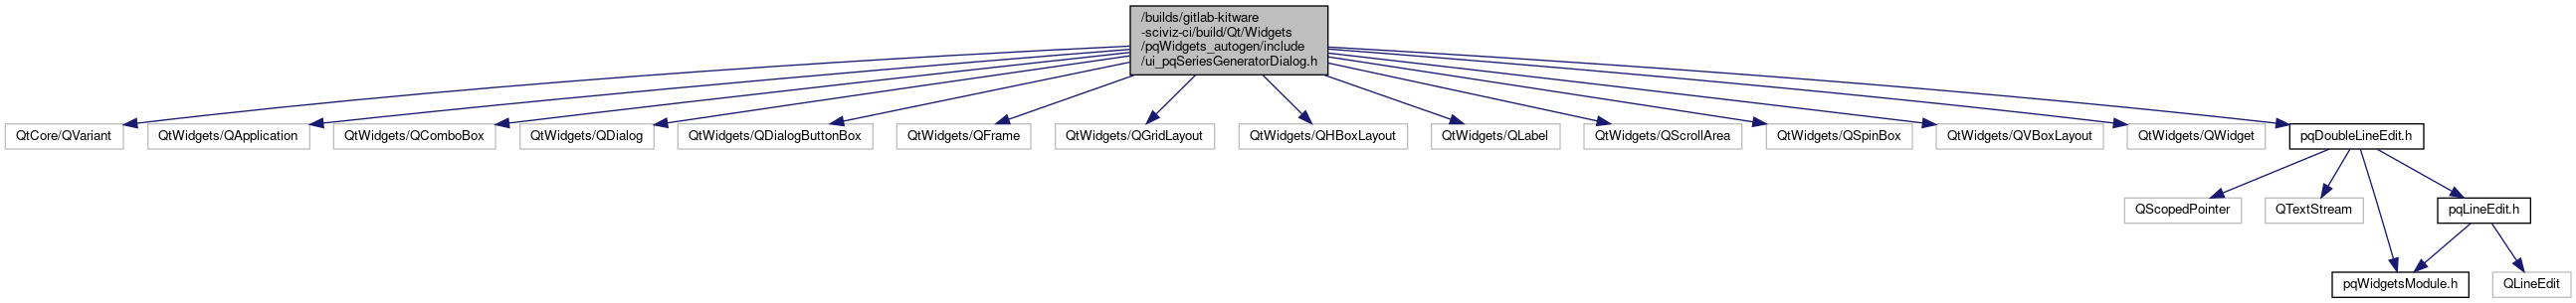 /builds/gitlab-kitware
-sciviz-ci/build/Qt/Widgets
/pqWidgets_autogen/include
/ui_pqSeriesGeneratorDialog.h
QtCore/QVariant
QtWidgets/QApplication
QtWidgets/QComboBox
QtWidgets/QDialog
QtWidgets/QDialogButtonBox
QtWidgets/QFrame
QtWidgets/QGridLayout
QtWidgets/QHBoxLayout
QtWidgets/QLabel
QtWidgets/QScrollArea
QtWidgets/QSpinBox
QtWidgets/QVBoxLayout
QtWidgets/QWidget
pqDoubleLineEdit.h
QScopedPointer
QTextStream
pqLineEdit.h
pqWidgetsModule.h
QLineEdit